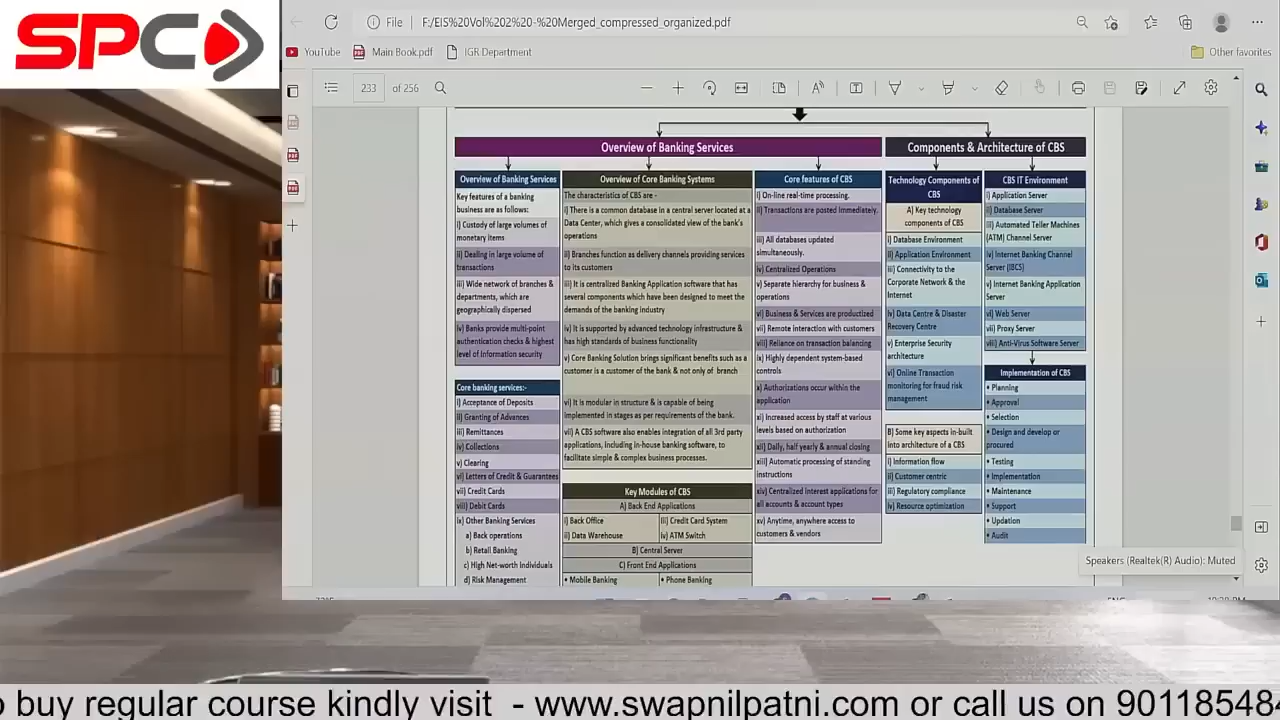 SPC
File
F:/EIS%20Vol%202%20-%20Merged_compressed_organized.pdf
YouTube
Main Book.pdf
IGR Department
Other favorites
233 of 256
Overview of Banking Services
Components & Architecture of CBS
Overview of Banking Services
Key features of a banking
business are as follows:
i) Custody of large volumes of
monetary items
ii) Dealing in large volume of
transactions
iii) Wide network of branches &
departments, which are
geographically dispersed
iv) Banks provide multi-point
authentication checks & highest
level of information security
Core banking services:-
i) Acceptance of Deposits
ii) Granting of Advances
iii) Remittances
iv) Collections
v) Clearing
vi) Letters of Credit & Guarantees
vii) Credit Cards
viii) Debit Cards
ix) Other Banking Services
a) Back operations
b) Retail Banking
c) High Net-worth Individuals
d) Risk Management
Overview of Core Banking Systems
The characteristics of CBS are -
i) There is a common database in a central server located at a
Data Center, which gives a consolidated view of the bank's
operations
ii) Branches function as delivery channels providing services
to its customers
iii) It is centralized Banking Application software that has
several components which have been designed to meet the
demands of the banking industry
iv) It is supported by advanced technology infrastructure &
has high standards of business functionality
v) Core Banking Solution brings significant benefits such as a
customer is a customer of the bank & not only of branch
vi) It is modular in structure & is capable of being
implemented in stages as per requirements of the bank.
vii) A CBS software also enables integration of all 3rd party
applications, including in-house banking software, to
facilitate simple & complex business processes.
Key Modules of CBS
A) Back End Applications
i) Back Office
iii) Credit Card System
ii) Data Warehouse
iv) ATM Switch
B) Central Server
C) Front End Applications
• Mobile Banking
• Phone Banking
Core features of CBS
i) On-line real-time processing.
ii) Transactions are posted immediately.
iii) All databases updated
simultaneously.
iv) Centralized Operations
v) Separate hierarchy for business &
operations
vi) Business & Services are productized
vii) Remote interaction with customers
viii) Reliance on transaction balancing
ix) Highly dependent system-based
controls
x) Authorizations occur within the
application
xi) Increased access by staff at various
levels based on authorization
xii) Daily, half yearly & annual closing
xiii) Automatic processing of standing
instructions
xiv) Centralized interest applications for
all accounts & account types
xv) Anytime, anywhere access to
customers & vendors
Technology Components of
CBS
A) Key technology
components of CBS
i) Database Environment
ii) Application Environment
iii) Connectivity to the
Corporate Network & the
Internet
iv) Data Centre & Disaster
Recovery Centre
v) Enterprise Security
architecture
vi) Online Transaction
monitoring for fraud risk
management
B) Some key aspects in-built
into architecture of a CBS
i) Information flow
ii) Customer centric
iii) Regulatory compliance
iv) Resource optimization
CBS IT Environment
i) Application Server
ii) Database Server
iii) Automated Teller Machines
(ATM) Channel Server
iv) Internet Banking Channel
Server (IBCS)
v) Internet Banking Application
Server
vi) Web Server
vii) Proxy Server
viii) Anti-Virus Software Server
Implementation of CBS
• Planning
• Approval
• Selection
• Design and develop or
procured
• Testing
• Implementation
• Maintenance
• Support
• Updation
• Audit
Speakers (Realtek(R) Audio): Muted
o buy regular course kindly visit - www.swapnilpatni.com or call us on 90118548